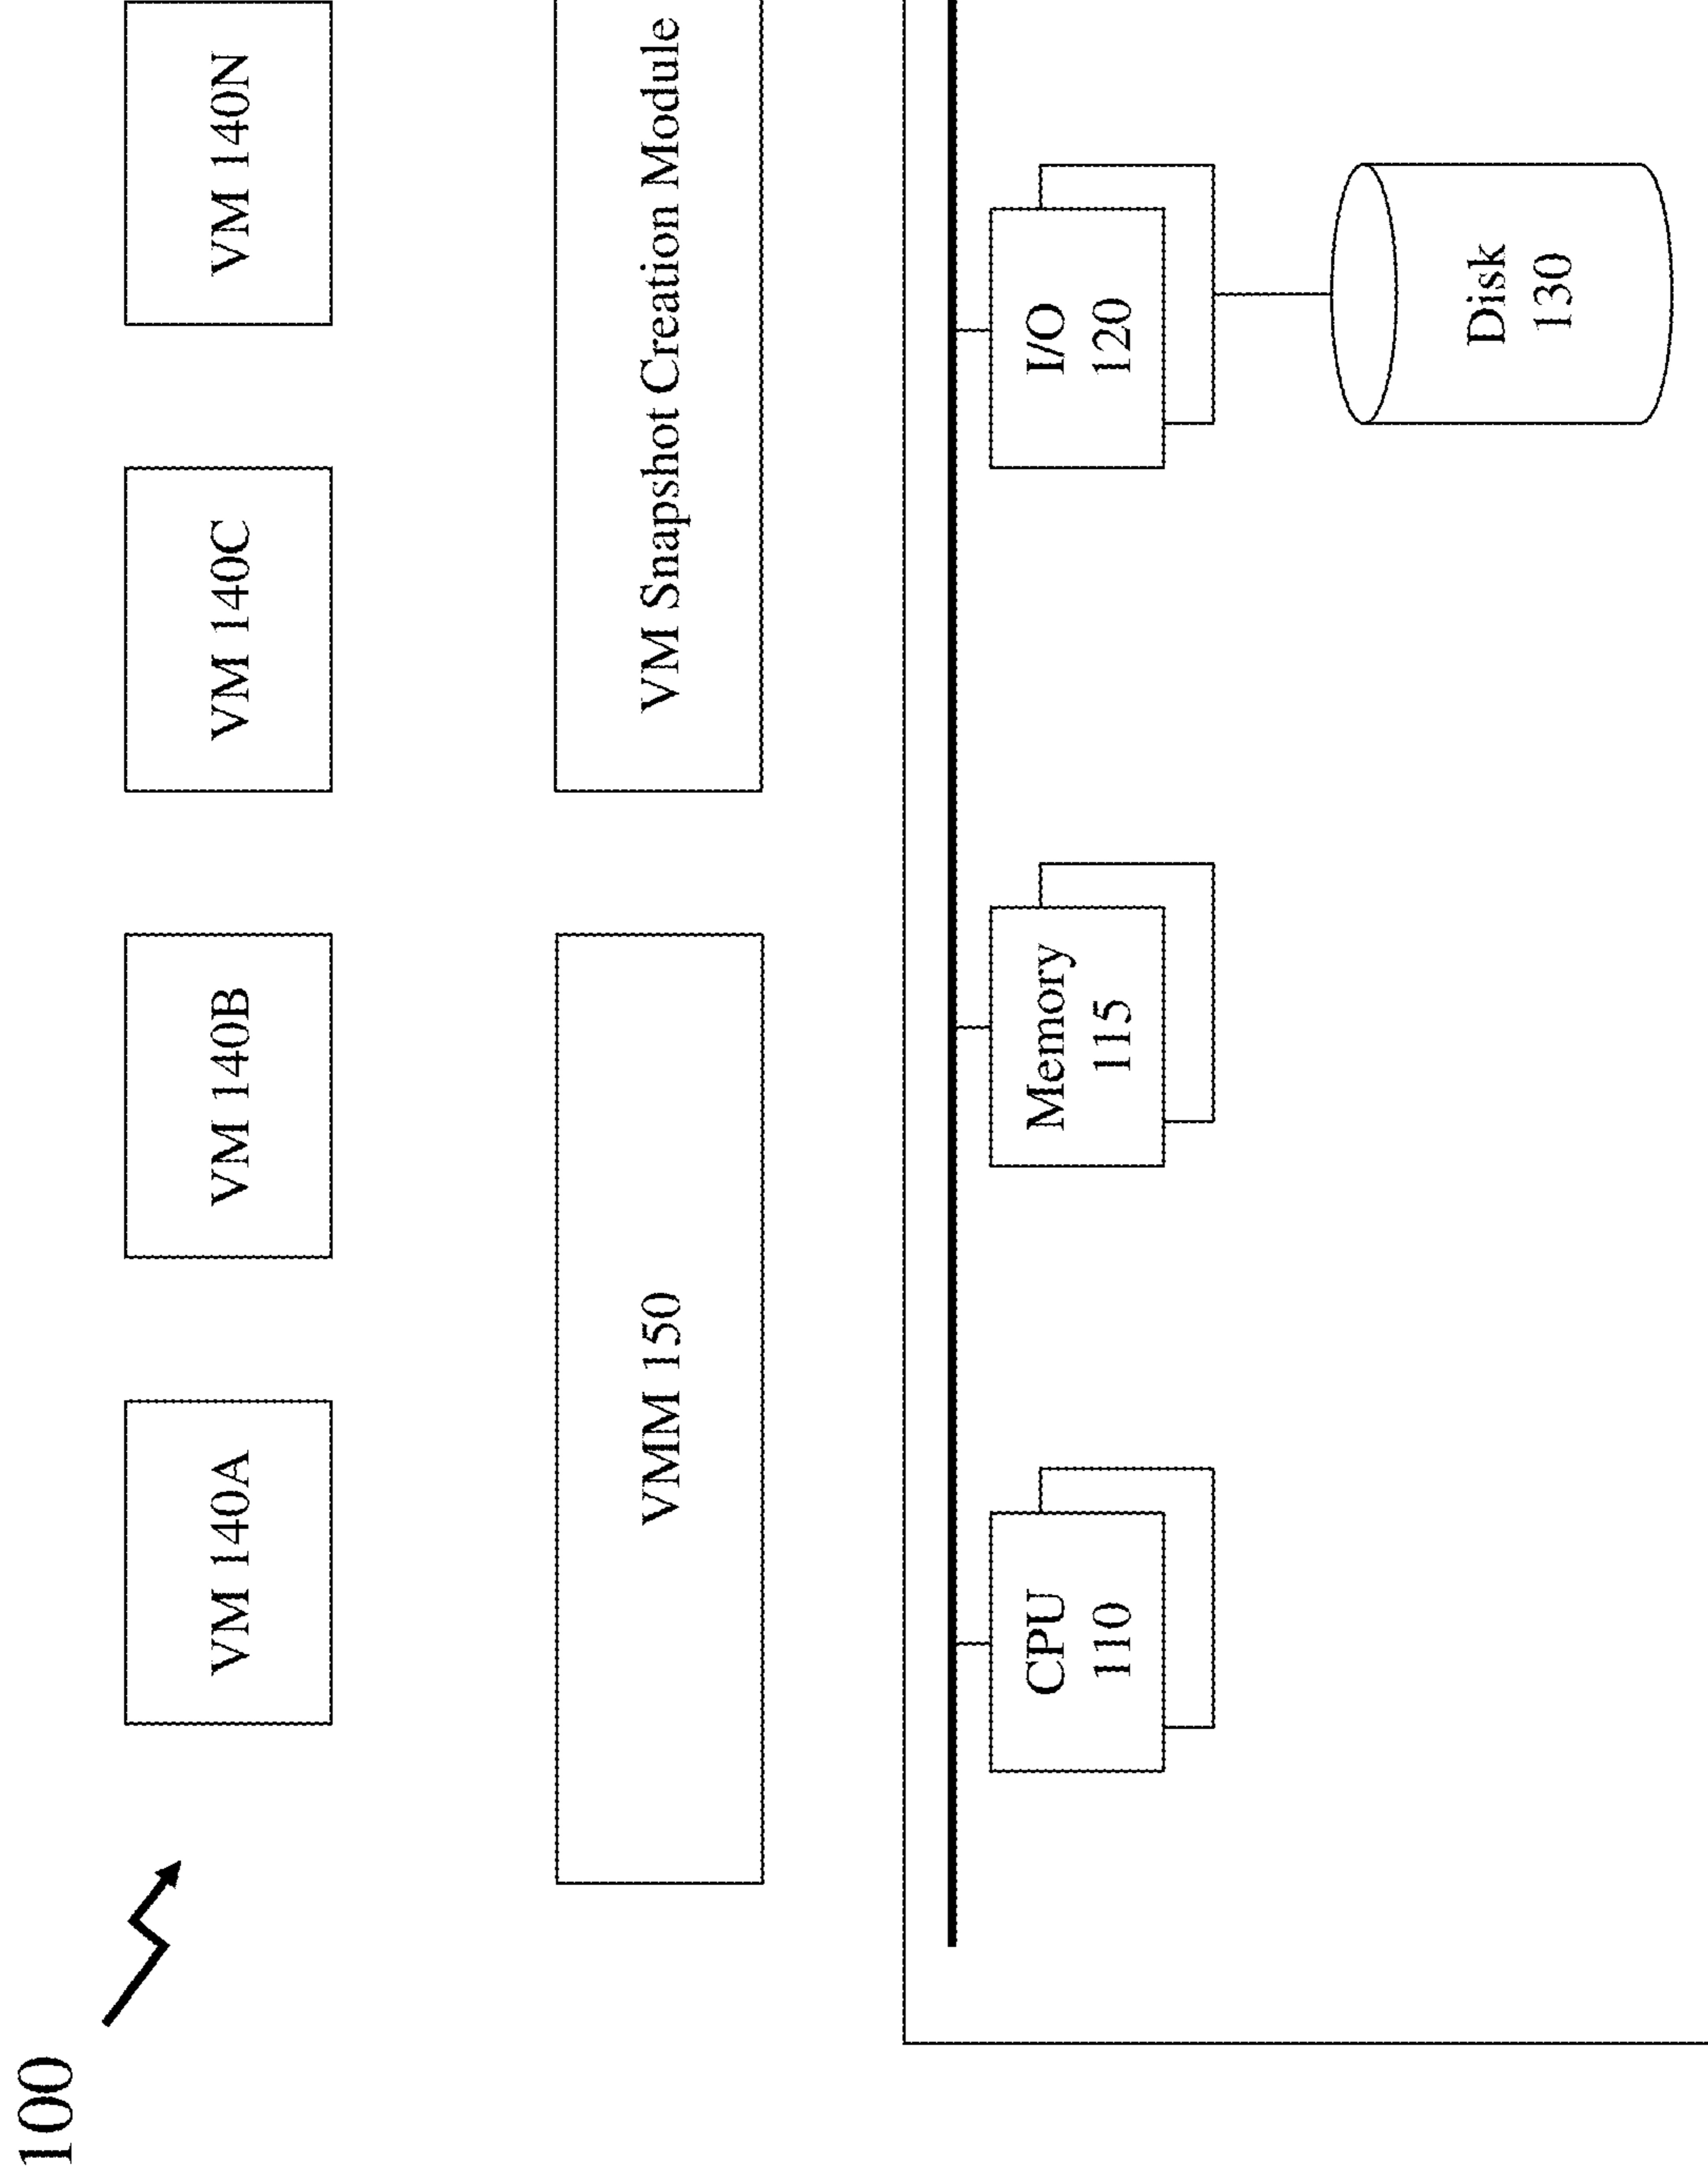 100
VM 140A
VM 140B
VM 140C
VM 140N
VMM 150
VM Snapshot Creation Module
CPU
110
Memory
115
I/O
120
Disk
130